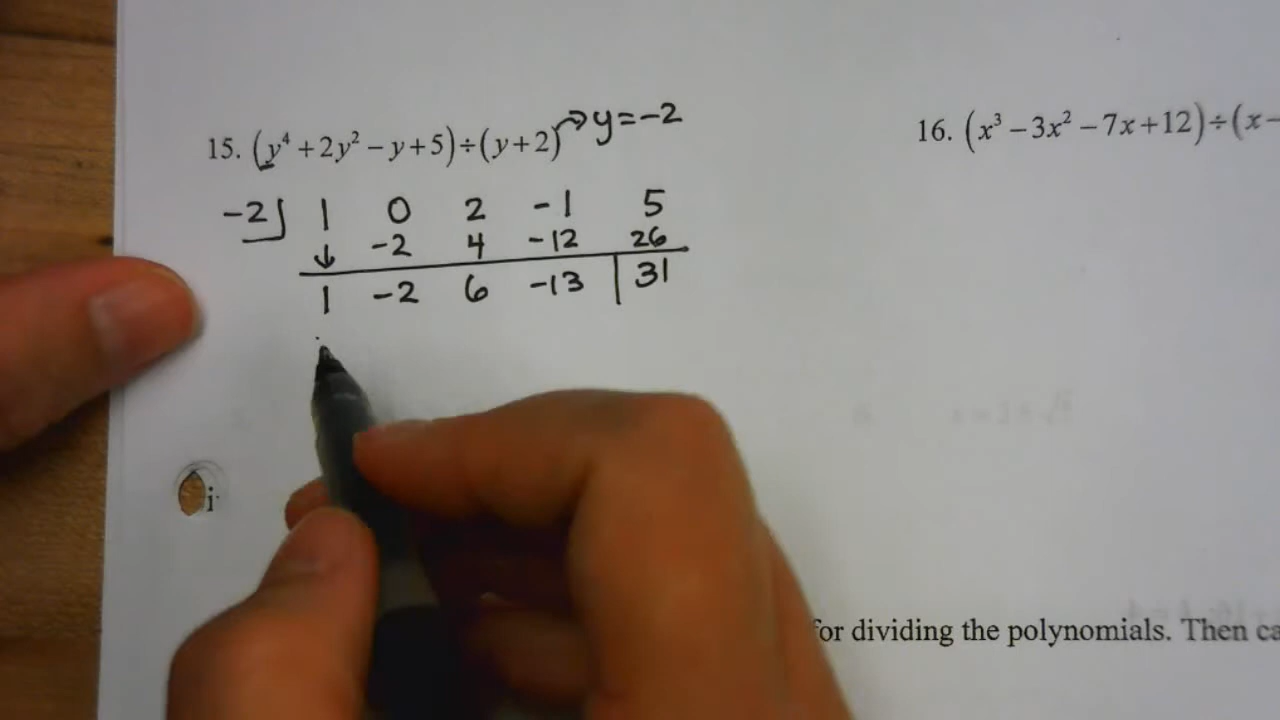 15. (y⁴ + 2y² − y + 5) ÷ (y + 2) → y = −2
-2 1 0 2 -1 5
↓ -2 4 -12 26
1 -2 6 -13 31
16. (x³ − 3x² − 7x + 12) ÷ (x −
i
for dividing the polynomials. Then ca